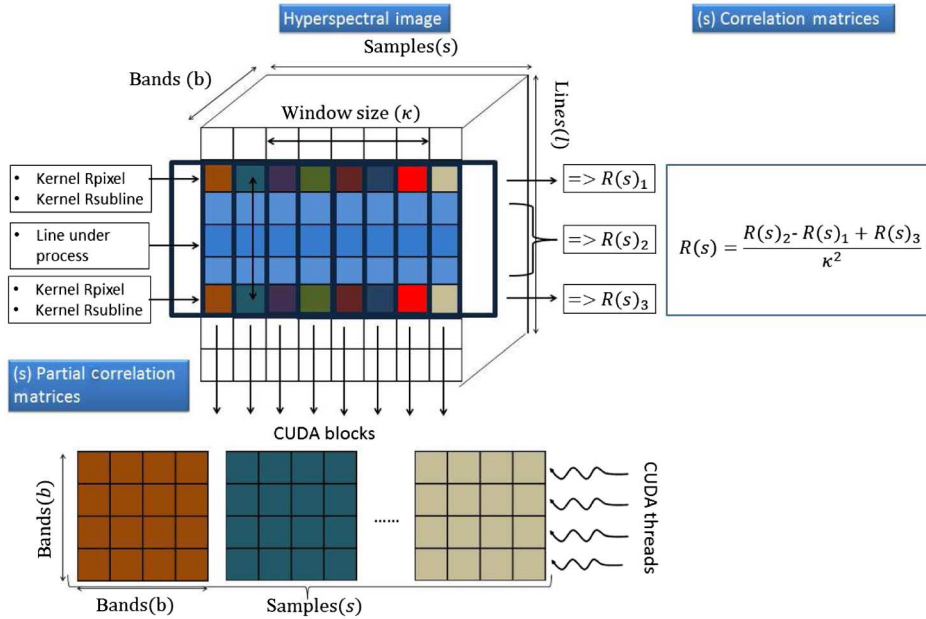 Hyperspectral image
(s) Correlation matrices
Samples(s)
Bands (b)
Lines(l)
Window size (κ)
• Kernel Rpixel
• Kernel Rsubline
• Line under process
• Kernel Rpixel
• Kernel Rsubline
=> R(s)₁
=> R(s)₂
=> R(s)₃
R(s) = R(s)₂- R(s)₁ + R(s)₃ / κ²
(s) Partial correlation
matrices
CUDA blocks
Bands(b)
......
CUDA threads
Bands(b)
Samples(s)